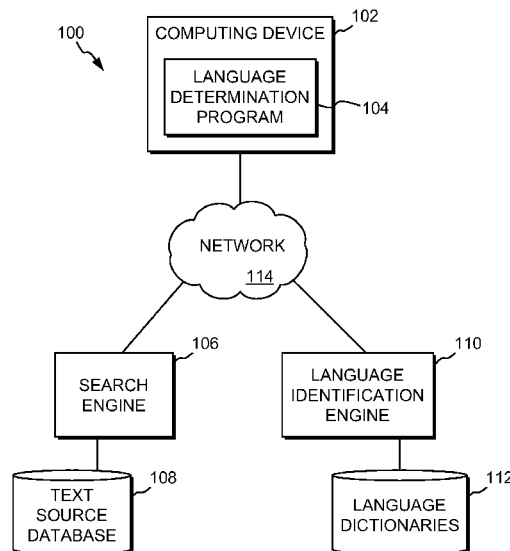 100
COMPUTING DEVICE
102
LANGUAGE
DETERMINATION
PROGRAM
104
NETWORK
114
106
SEARCH
ENGINE
110
LANGUAGE
IDENTIFICATION
ENGINE
108
TEXT
SOURCE
DATABASE
112
LANGUAGE
DICTIONARIES